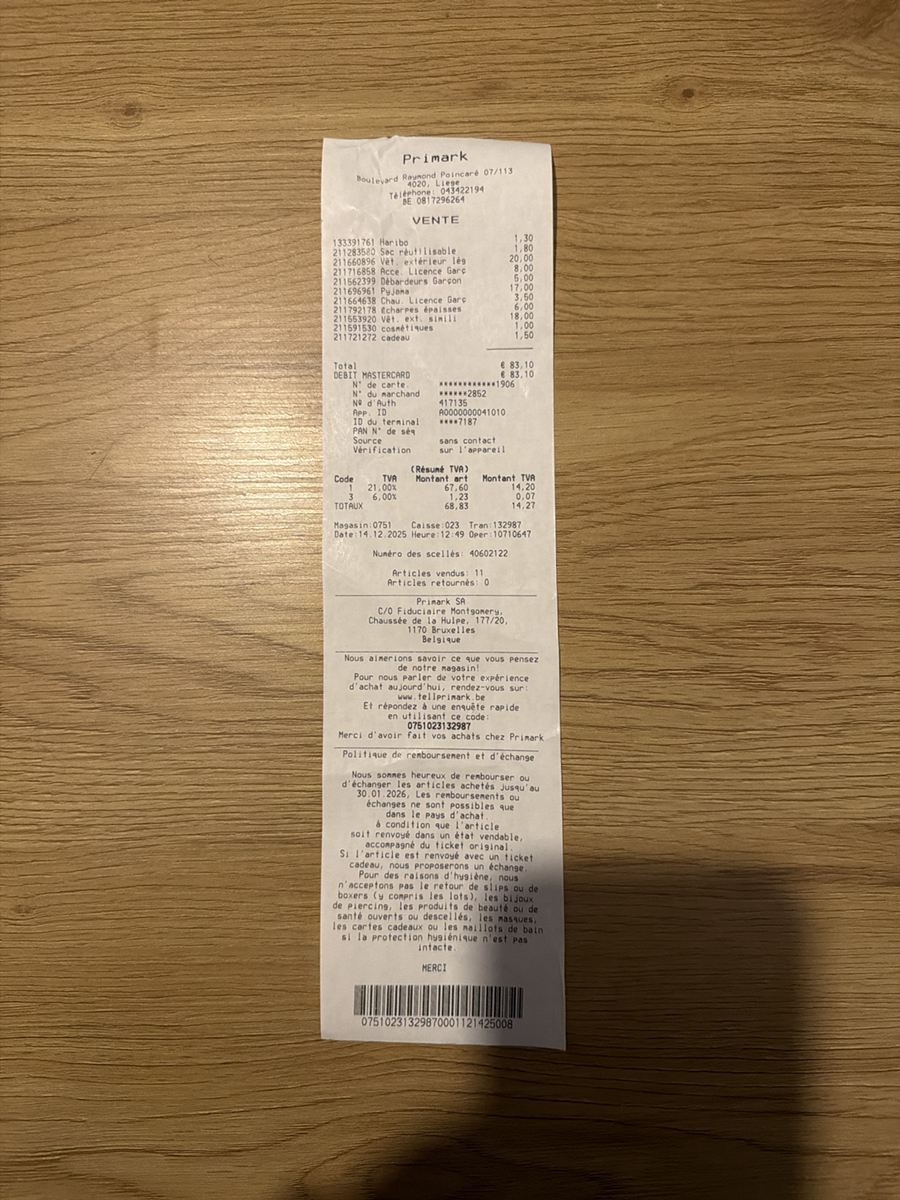 Primark
Boulevard Raymond Poincaré 07/113
4020, Liege
Téléphone: 043422194
BE 0817296264
VENTE
133391761 Haribo 1,30
211283580 Sac réutilisable 1,80
211660896 Vêt. extérieur lég 20,00
211716858 Acce. Licence Garç 8,00
211562399 Débardeurs Garçon 5,00
211696961 Pyjama 17,00
211664638 Chau. Licence Garç 3,50
211792178 Écharpes épaisses 6,00
211553920 Vêt. ext. simili 18,00
211591530 cosmétiques 1,00
211721272 cadeau 1,50
Total € 83,10
DEBIT MASTERCARD € 83,10
N° de carte. ************1906
N° du marchand ******2852
Nº d'Auth 417135
App. ID A0000000041010
ID du terminal ****7187
PAN N° de séq
Source sans contact
Vérification sur l'appareil
(Résumé TVA)
Code TVA Montant art Montant TVA
1 21,00% 67,60 14,20
3 6,00% 1,23 0,07
TOTAUX 68,83 14,27
Magasin:0751 Caisse:023 Tran:132987
Date:14.12.2025 Heure:12:49 Oper:10710647
Numéro des scellés: 40602122
Articles vendus: 11
Articles retournés: 0
Primark SA
C/O Fiduciaire Montgomery,
Chaussée de la Hulpe, 177/20,
1170 Bruxelles
Belgique
Nous aimerions savoir ce que vous pensez
de notre magasin!
Pour nous parler de votre expérience
d'achat aujourd'hui, rendez-vous sur:
www.tellprimark.be
Et répondez à une enquête rapide
en utilisant ce code:
0751023132987
Merci d'avoir fait vos achats chez Primark
Politique de remboursement et d'échange
Nous sommes heureux de rembourser ou
d'échanger les articles achetés jusqu'au
30.01.2026, Les remboursements ou
échanges ne sont possibles que
dans le pays d'achat.
à condition que l'article
soit renvoyé dans un état vendable,
accompagné du ticket original.
Si l'article est renvoyé avec un ticket
cadeau, nous proposerons un échange.
Pour des raisons d'hygiène, nous
n'acceptons pas le retour de slips ou de
boxers (y compris les lots), les bijoux
de piercing, les produits de beauté ou de
santé ouverts ou descellés, les masques,
les cartes cadeaux ou les maillots de bain
si la protection hygiénique n'est pas
intacte.
MERCI
07510231329870001121425008